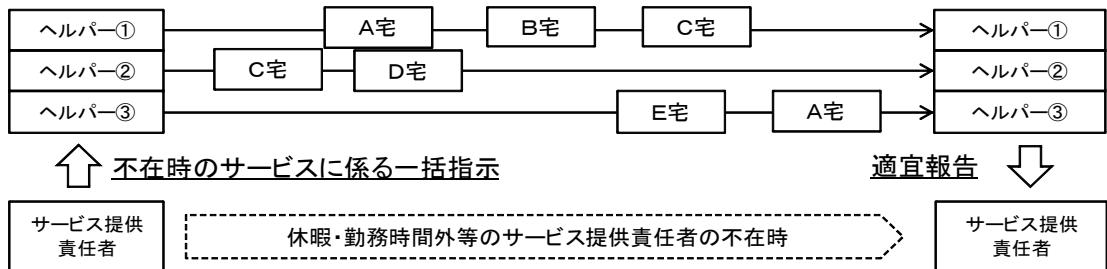 ヘルパー① A宅 B宅 C宅 ヘルパー①
ヘルパー② C宅 D宅 ヘルパー②
ヘルパー③ E宅 A宅 ヘルパー③
不在時のサービスに係る一括指示 適宜報告
サービス提供
責任者
休暇・勤務時間外等のサービス提供責任者の不在時
サービス提供
責任者